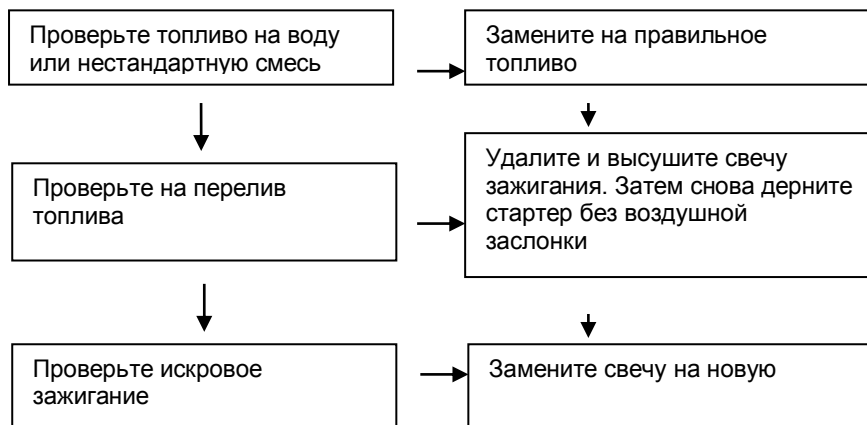 Проверьте топливо на воду
или нестандартную смесь
Замените на правильное
топливо
Проверьте на перелив
топлива
Удалите и высушите свечу
зажигания. Затем снова дерните
стартер без воздушной
заслонки
Проверьте искровое
зажигание
Замените свечу на новую